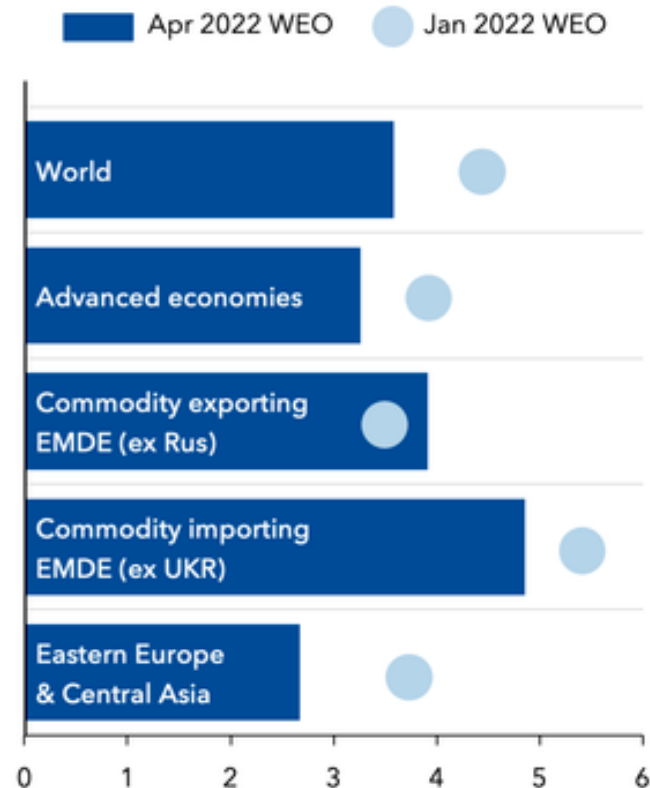 Apr 2022 WEO Jan 2022 WEO
World
Advanced economies
Commodity exporting
EMDE (ex Rus)
Commodity importing
EMDE (ex UKR)
Eastern Europe
& Central Asia
0 1 2 3 4 5 6